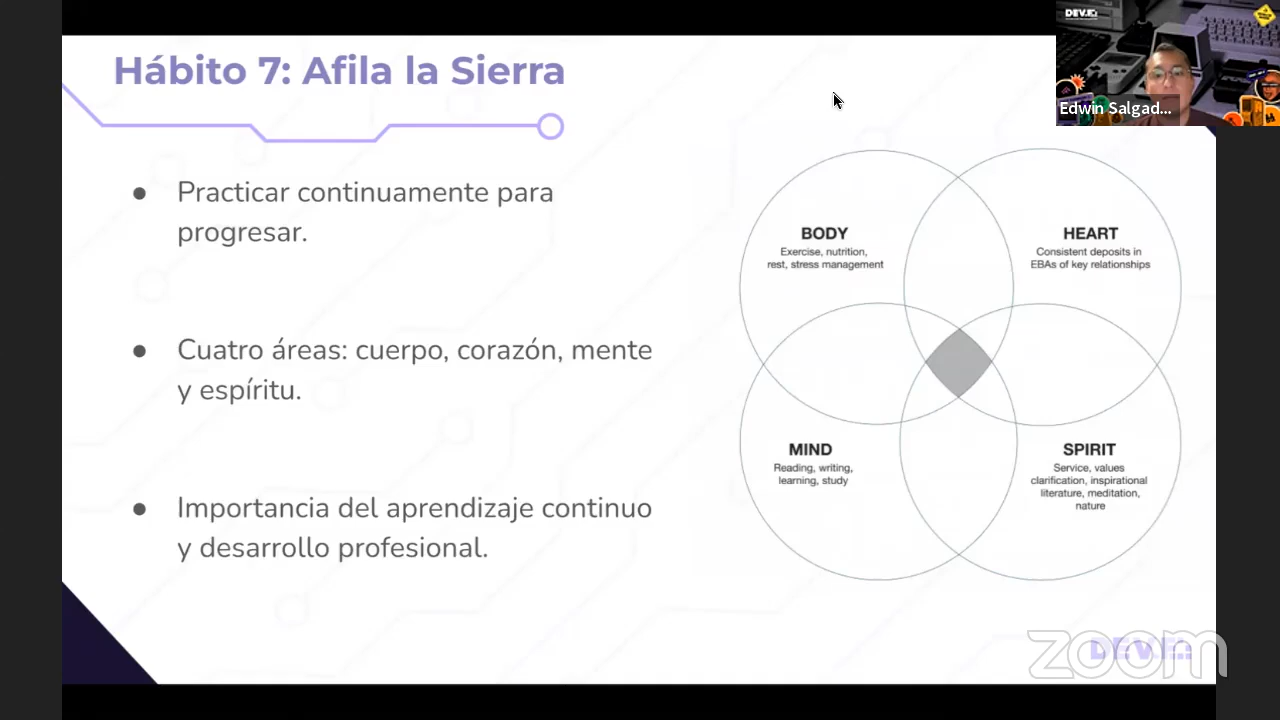 Hábito 7: Afila la Sierra
DEV.F:
Edwin Salgad...
● Practicar continuamente para
progresar.
● Cuatro áreas: cuerpo, corazón, mente
y espíritu.
● Importancia del aprendizaje continuo
y desarrollo profesional.
BODY
Exercise, nutrition,
rest, stress management
HEART
Consistent deposits in
EBAs of key relationships
MIND
Reading, writing,
learning, study
SPIRIT
Service, values
clarification, inspirational
literature, meditation,
nature
DEV.F:
zoom